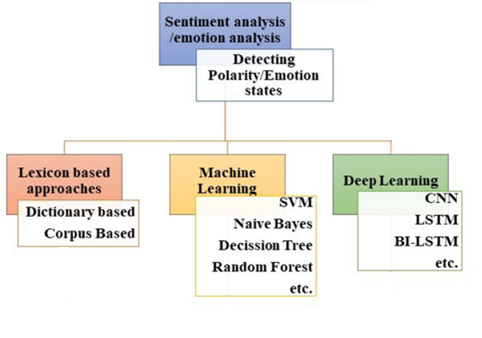 Sentiment analysis
/emotion analysis
Detecting
Polarity/Emotion
states
Lexicon based
approaches
Dictionary based
Corpus Based
Machine
Learning
SVM
Naive Bayes
Decission Tree
Random Forest
etc.
Deep Learning
CNN
LSTM
BI-LSTM
etc.